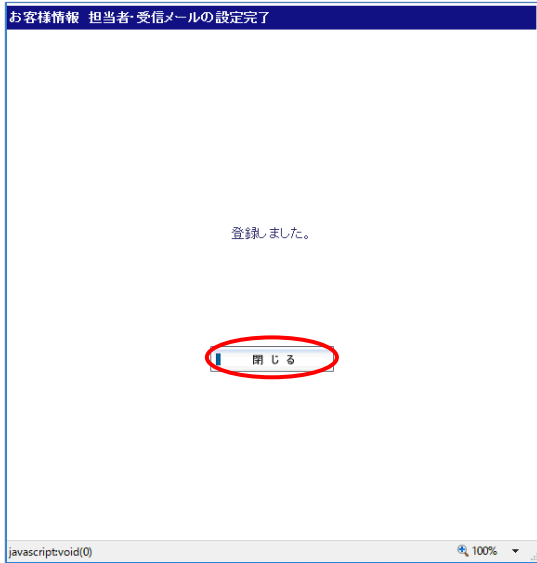 お客様情報 担当者・受信メールの設定完了
登録しました。
閉じる
javascript:void(0)
100%